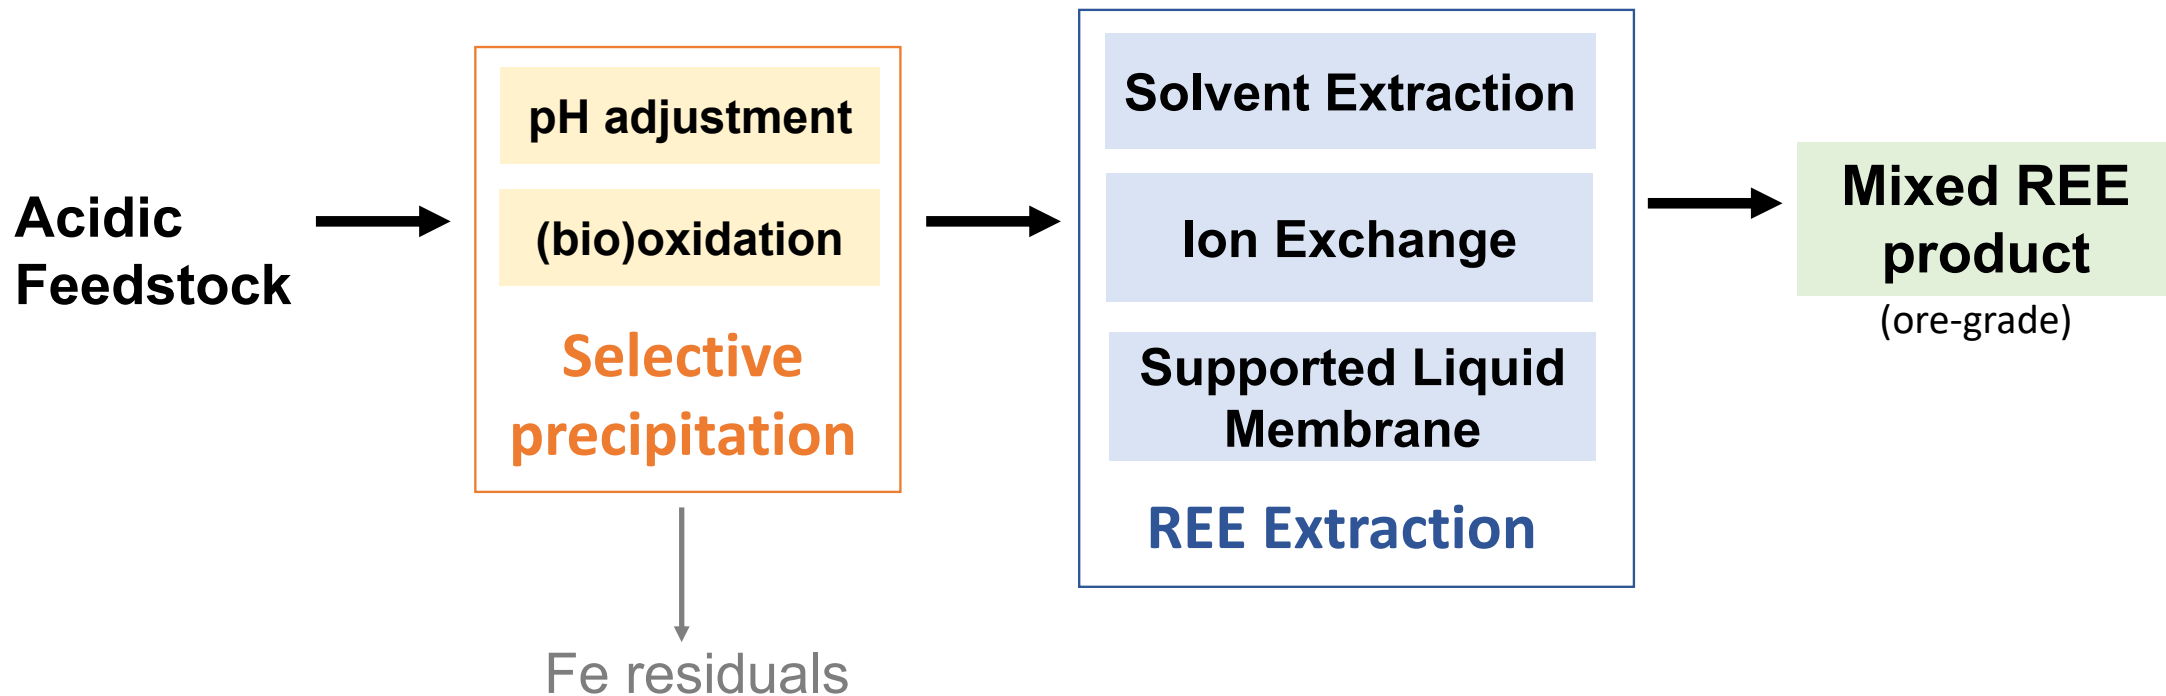 Acidic
Feedstock
pH adjustment
(bio)oxidation
Selective
precipitation
Fe residuals
Solvent Extraction
Ion Exchange
Supported Liquid
Membrane
REE Extraction
Mixed REE
product
(ore-grade)